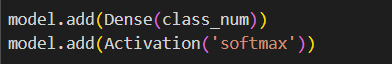 model.add(Dense(class_num))
model.add(Activation('softmax'))